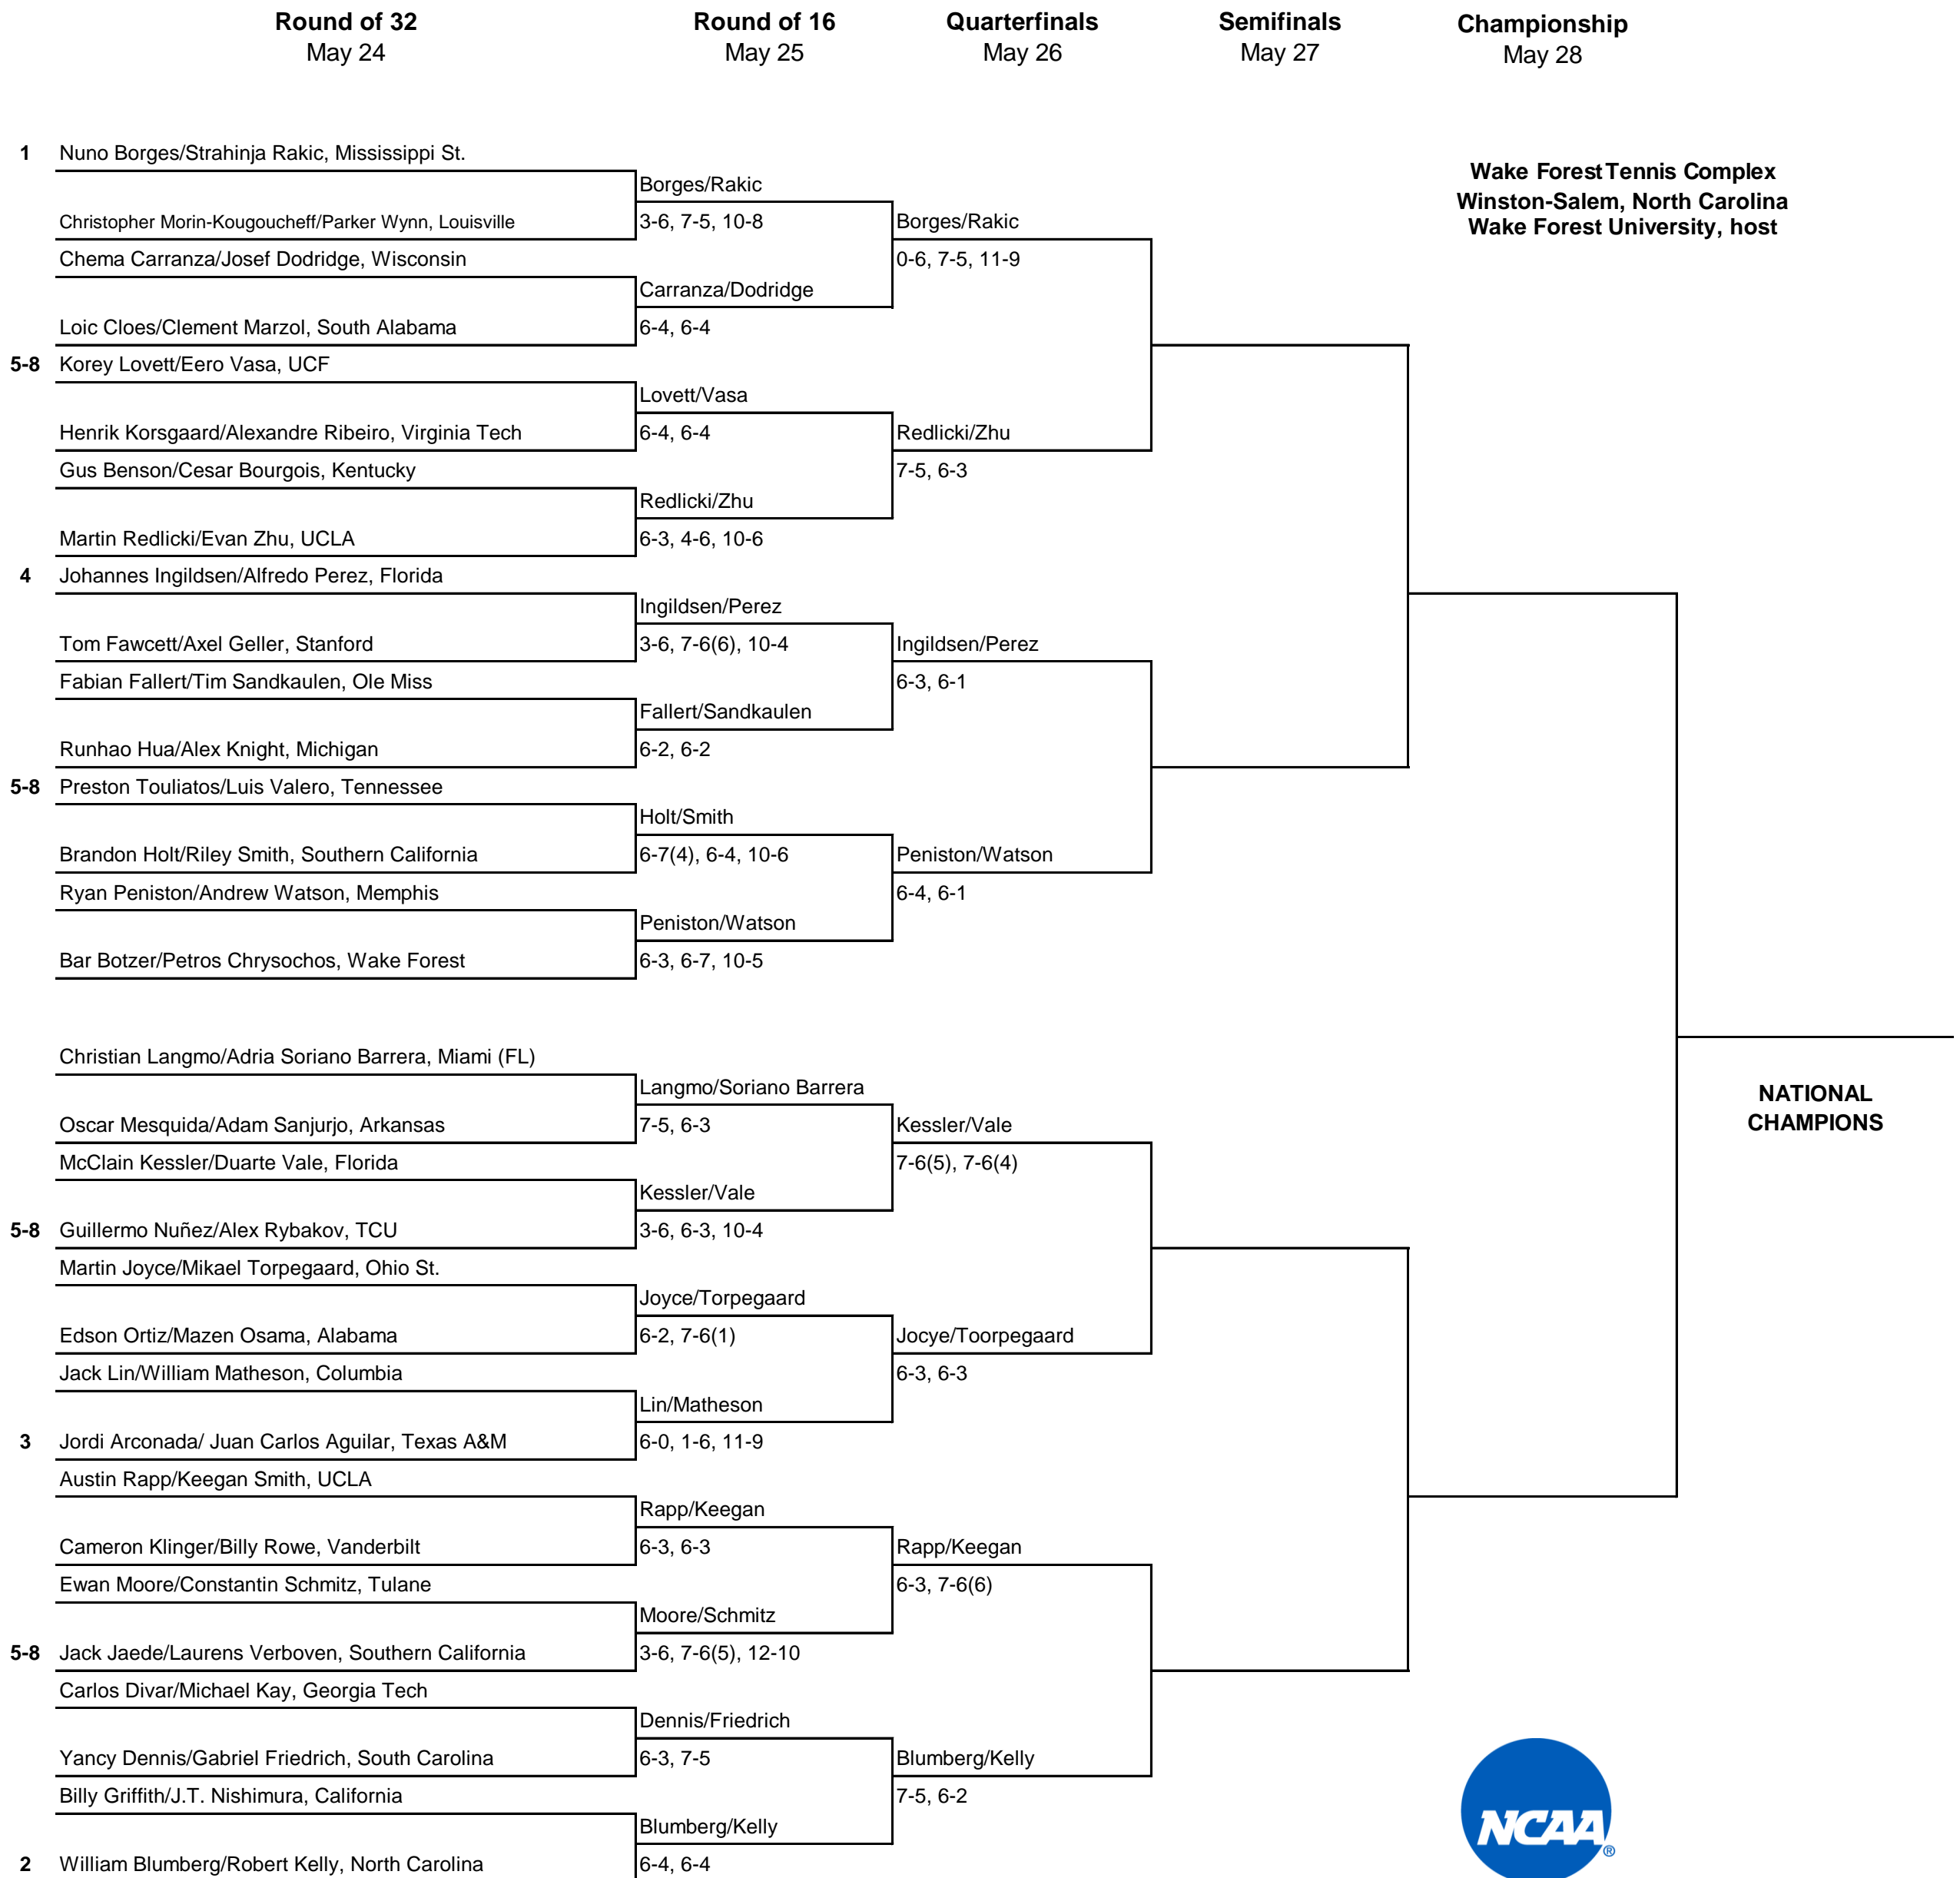 Round of 32 Round of 16 Quarterfinals Semifinals Championship
May 24 May 25 May 26 May 27 May 28
1 Nuno Borges/Strahinja Rakic, Mississippi St.
Wake Forest Tennis Complex
Borges/Rakic
Winston-Salem, North Carolina
Christopher Morin-Kougoucheff/Parker Wynn, Louisville 3-6, 7-5, 10-8 Borges/Rakic
Wake Forest University, host
Chema Carranza/Josef Dodridge, Wisconsin 0-6, 7-5, 11-9
Carranza/Dodridge
Loic Cloes/Clement Marzol, South Alabama 6-4, 6-4
5-8 Korey Lovett/Eero Vasa, UCF
Lovett/Vasa
Henrik Korsgaard/Alexandre Ribeiro, Virginia Tech 6-4, 6-4 Redlicki/Zhu
Gus Benson/Cesar Bourgois, Kentucky 7-5, 6-3
Redlicki/Zhu
Martin Redlicki/Evan Zhu, UCLA 6-3, 4-6, 10-6
4 Johannes Ingildsen/Alfredo Perez, Florida
Ingildsen/Perez
Tom Fawcett/Axel Geller, Stanford 3-6, 7-6(6), 10-4 Ingildsen/Perez
Fabian Fallert/Tim Sandkaulen, Ole Miss 6-3, 6-1
Fallert/Sandkaulen
Runhao Hua/Alex Knight, Michigan 6-2, 6-2
5-8 Preston Touliatos/Luis Valero, Tennessee
Holt/Smith
Brandon Holt/Riley Smith, Southern California 6-7(4), 6-4, 10-6 Peniston/Watson
Ryan Peniston/Andrew Watson, Memphis 6-4, 6-1
Peniston/Watson
Bar Botzer/Petros Chrysochos, Wake Forest 6-3, 6-7, 10-5
Christian Langmo/Adria Soriano Barrera, Miami (FL)
Langmo/Soriano Barrera
NATIONAL
Oscar Mesquida/Adam Sanjurjo, Arkansas 7-5, 6-3 Kessler/Vale
CHAMPIONS
McClain Kessler/Duarte Vale, Florida 7-6(5), 7-6(4)
Kessler/Vale
5-8 Guillermo Nuñez/Alex Rybakov, TCU 3-6, 6-3, 10-4
Martin Joyce/Mikael Torpegaard, Ohio St.
Joyce/Torpegaard
Edson Ortiz/Mazen Osama, Alabama 6-2, 7-6(1) Jocye/Toorpegaard
Jack Lin/William Matheson, Columbia 6-3, 6-3
Lin/Matheson
3 Jordi Arconada/ Juan Carlos Aguilar, Texas A&M 6-0, 1-6, 11-9
Austin Rapp/Keegan Smith, UCLA
Rapp/Keegan
Cameron Klinger/Billy Rowe, Vanderbilt 6-3, 6-3 Rapp/Keegan
Ewan Moore/Constantin Schmitz, Tulane 6-3, 7-6(6)
Moore/Schmitz
5-8 Jack Jaede/Laurens Verboven, Southern California 3-6, 7-6(5), 12-10
Carlos Divar/Michael Kay, Georgia Tech
Dennis/Friedrich
Yancy Dennis/Gabriel Friedrich, South Carolina 6-3, 7-5 Blumberg/Kelly
Billy Griffith/J.T. Nishimura, California 7-5, 6-2
Blumberg/Kelly
NCAA®
2 William Blumberg/Robert Kelly, North Carolina 6-4, 6-4